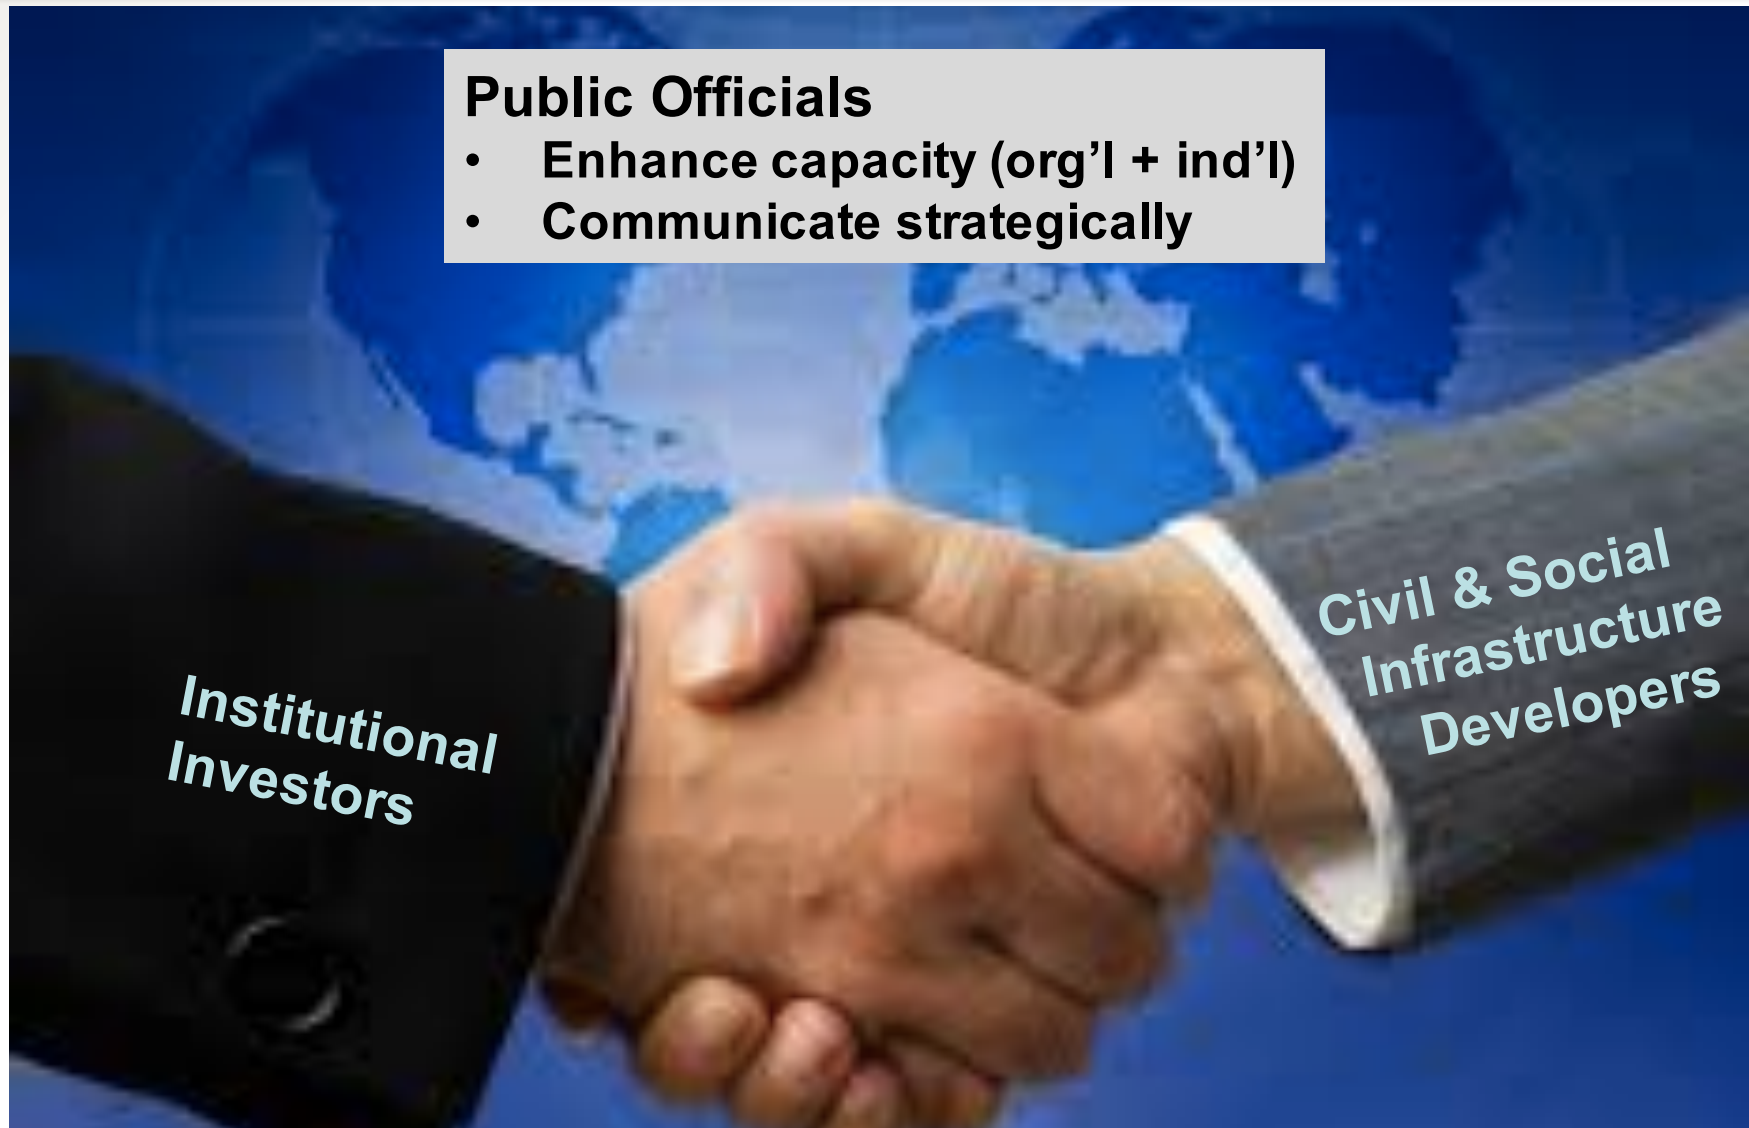 Public Officials
• Enhance capacity (org’l + ind’l)
• Communicate strategically
Institutional
Investors
Civil & Social
Infrastructure
Developers